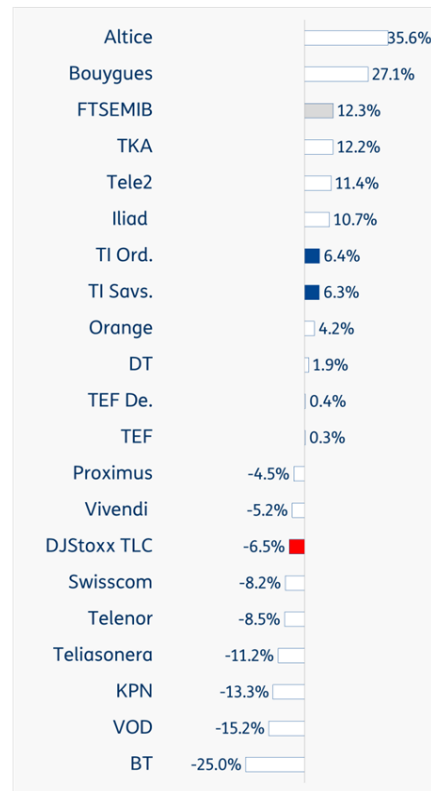 Altice 35.6%
Bouygues 27.1%
FTSEMIB 12.3%
TKA 12.2%
Tele2 11.4%
Iliad 10.7%
TI Ord. 6.4%
TI Savs. 6.3%
Orange 4.2%
DT 1.9%
TEF De. 0.4%
TEF 0.3%
Proximus -4.5%
Vivendi -5.2%
DJStoxx TLC -6.5%
Swisscom -8.2%
Telenor -8.5%
Teliasonera -11.2%
KPN -13.3%
VOD -15.2%
BT -25.0%